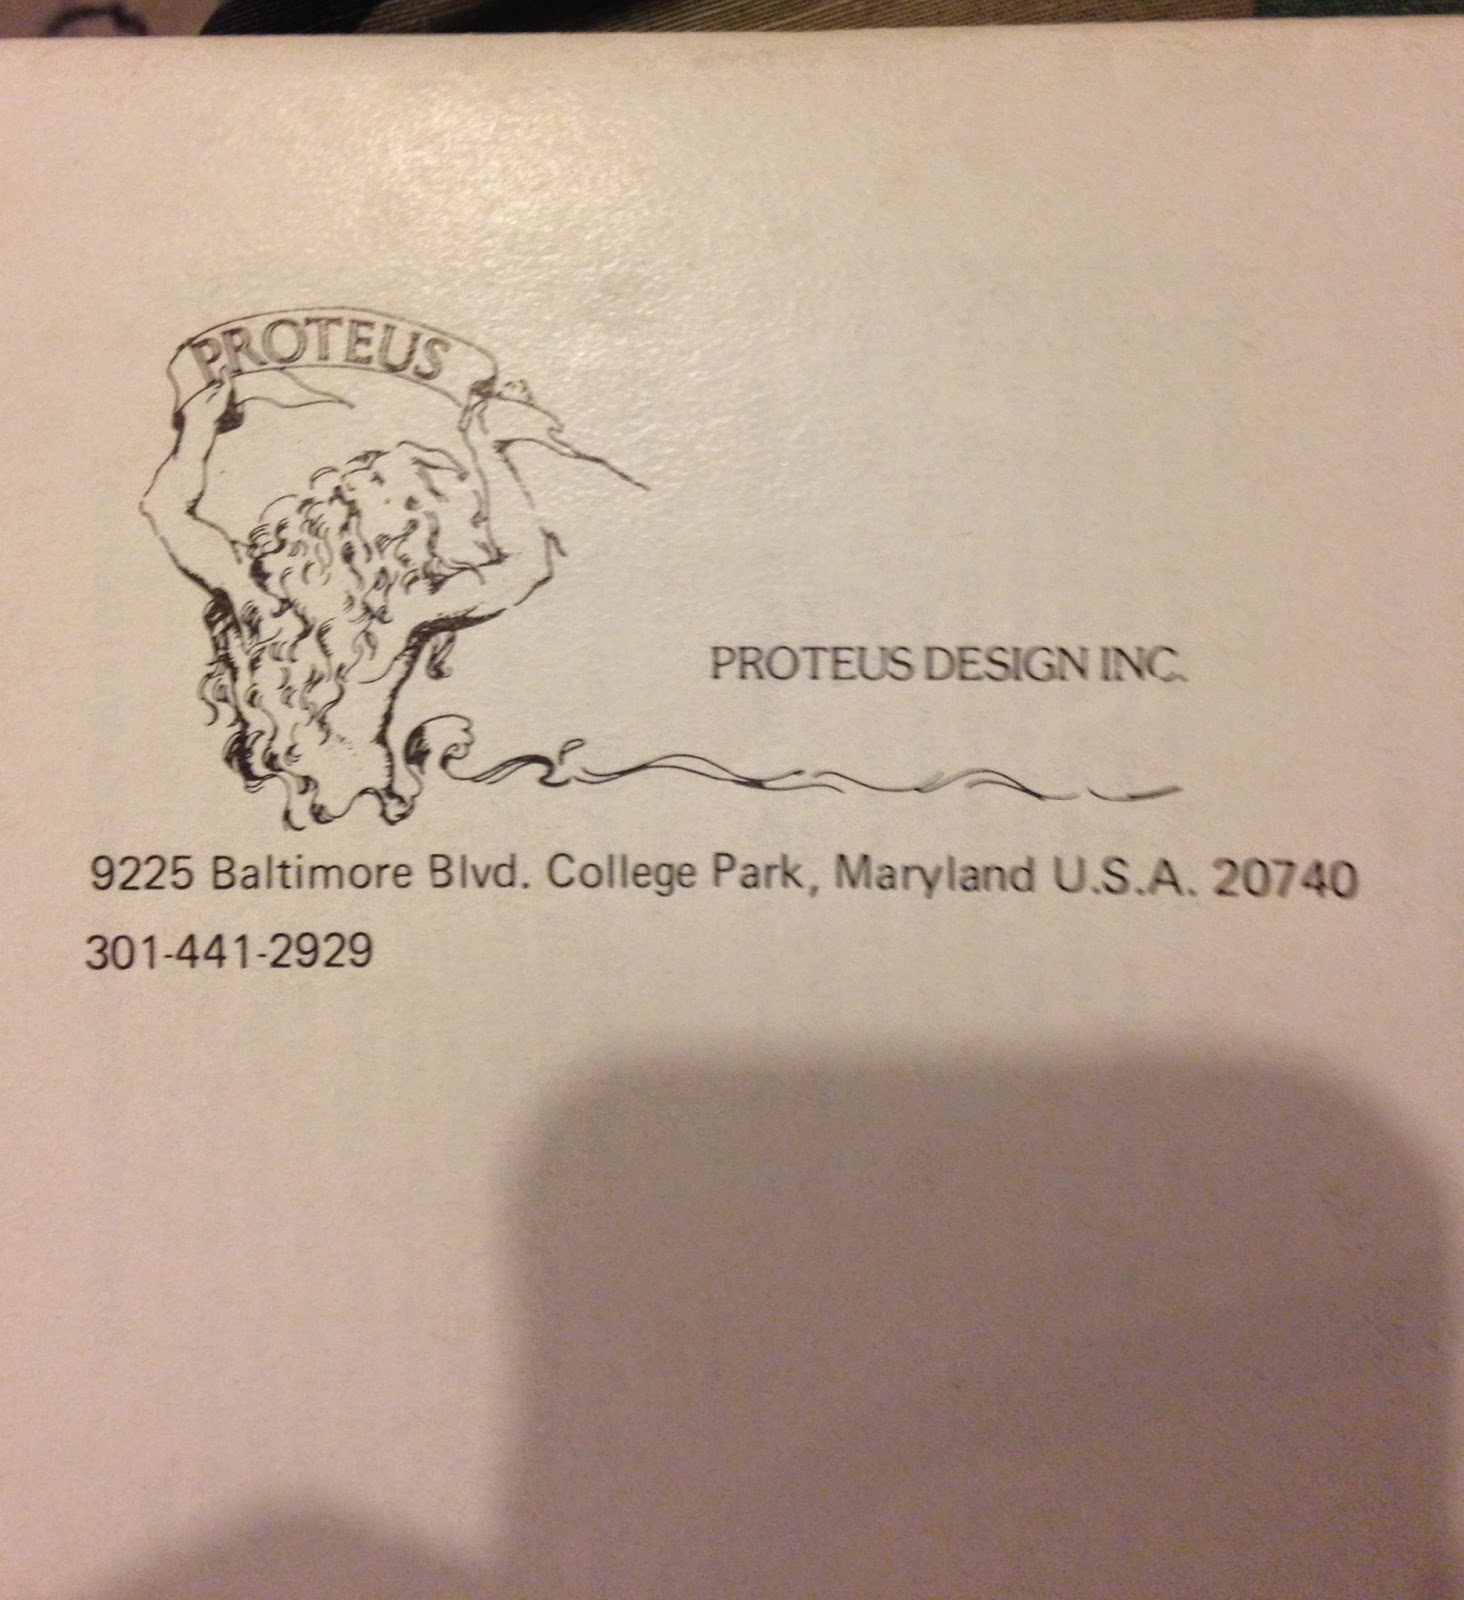 PROTEUS
PROTEUS DESIGN INC.
9225 Baltimore Blvd. College Park, Maryland U.S.A. 20740
301-441-2929